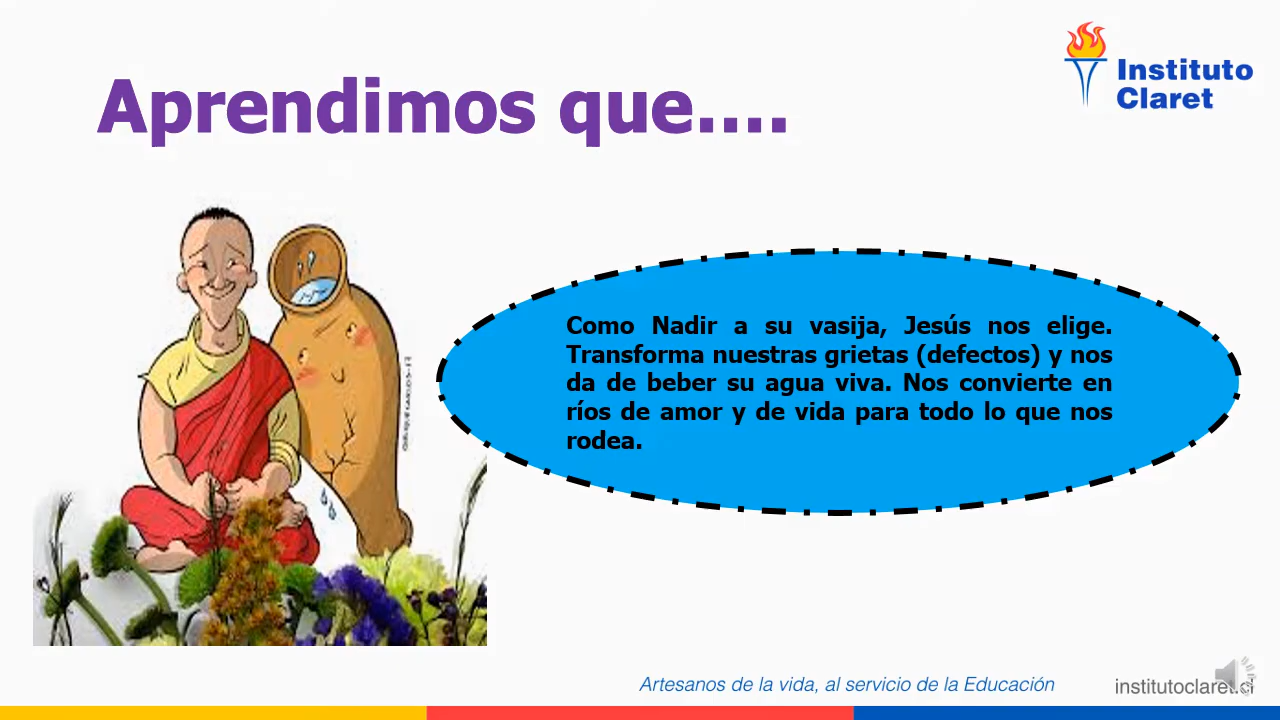 Instituto
Claret
Aprendimos que....
Como Nadir a su vasija, Jesús nos elige.
Transforma nuestras grietas (defectos) y nos
da de beber su agua viva. Nos convierte en
ríos de amor y de vida para todo lo que nos
rodea.
Artesanos de la vida, al servicio de la Educación
institutoclaret.cl